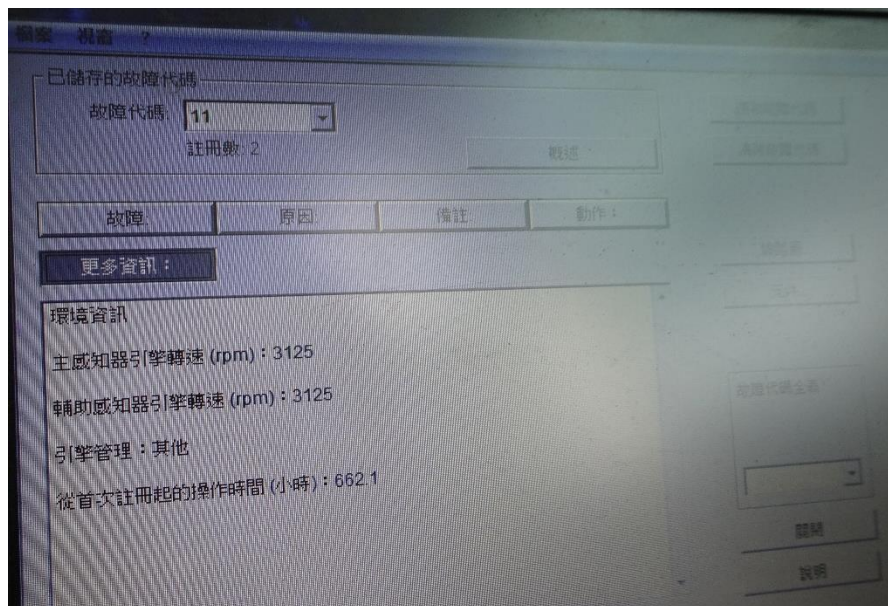 檔案 視窗 ?
已儲存的故障代碼
故障代碼: 11
註冊數: 2
概述
故障
原因:
備註
動作:
更多資訊:
環境資訊
主感知器引擎轉速 (rpm):3125
輔助感知器引擎轉速 (rpm):3125
引擎管理:其他
從首次註冊起的操作時間 (小時):662.1
故障代碼全表
關閉
說明